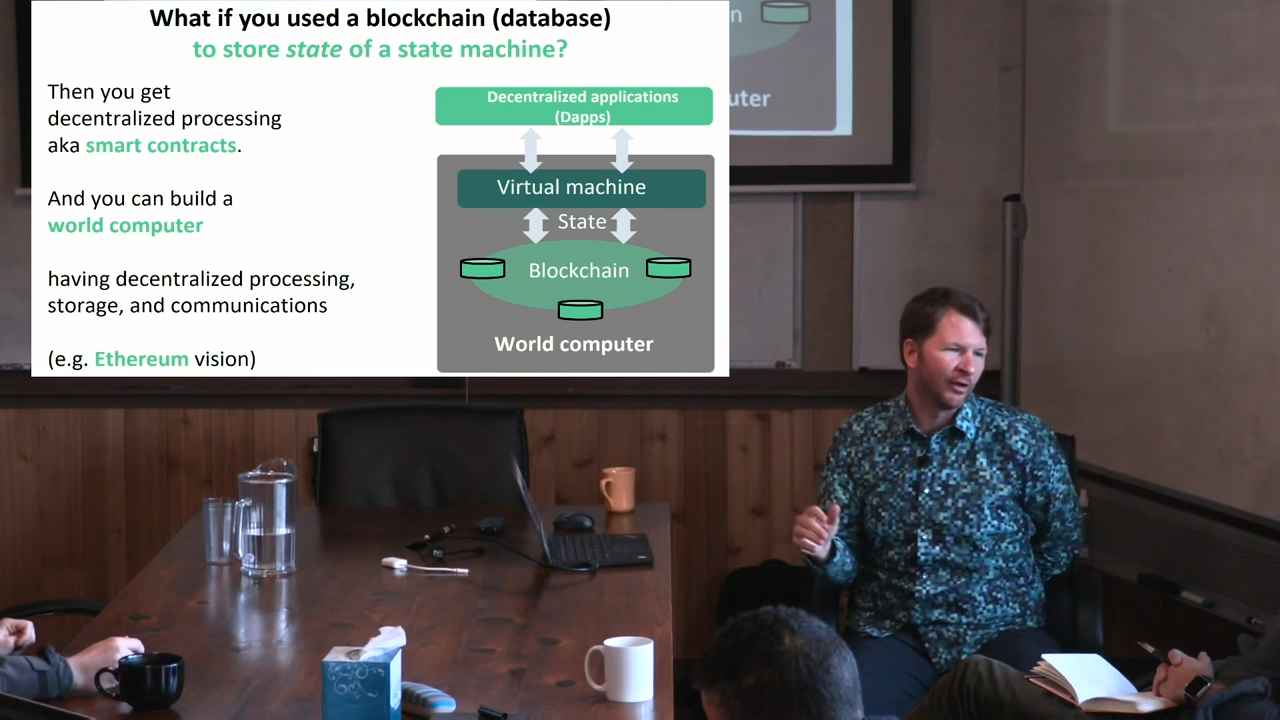 What if you used a blockchain (database)
to store state of a state machine?
Then you get
decentralized processing
aka smart contracts.
And you can build a
world computer
having decentralized processing,
storage, and communications
(e.g. Ethereum vision)
Decentralized applications
(Dapps)
Virtual machine
State
Blockchain
World computer
n
uter